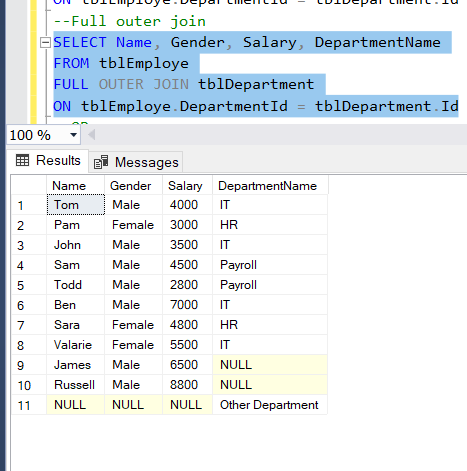 ON tblEmploye.DepartmentId = tblDepartment.Id
--Full outer join
SELECT Name, Gender, Salary, DepartmentName
FROM tblEmploye
FULL OUTER JOIN tblDepartment
ON tblEmploye.DepartmentId = tblDepartment.Id
100 %
Results Messages
Name Gender Salary DepartmentName
1 Tom Male 4000 IT
2 Pam Female 3000 HR
3 John Male 3500 IT
4 Sam Male 4500 Payroll
5 Todd Male 2800 Payroll
6 Ben Male 7000 IT
7 Sara Female 4800 HR
8 Valarie Female 5500 IT
9 James Male 6500 NULL
10 Russell Male 8800 NULL
11 NULL NULL NULL Other Department